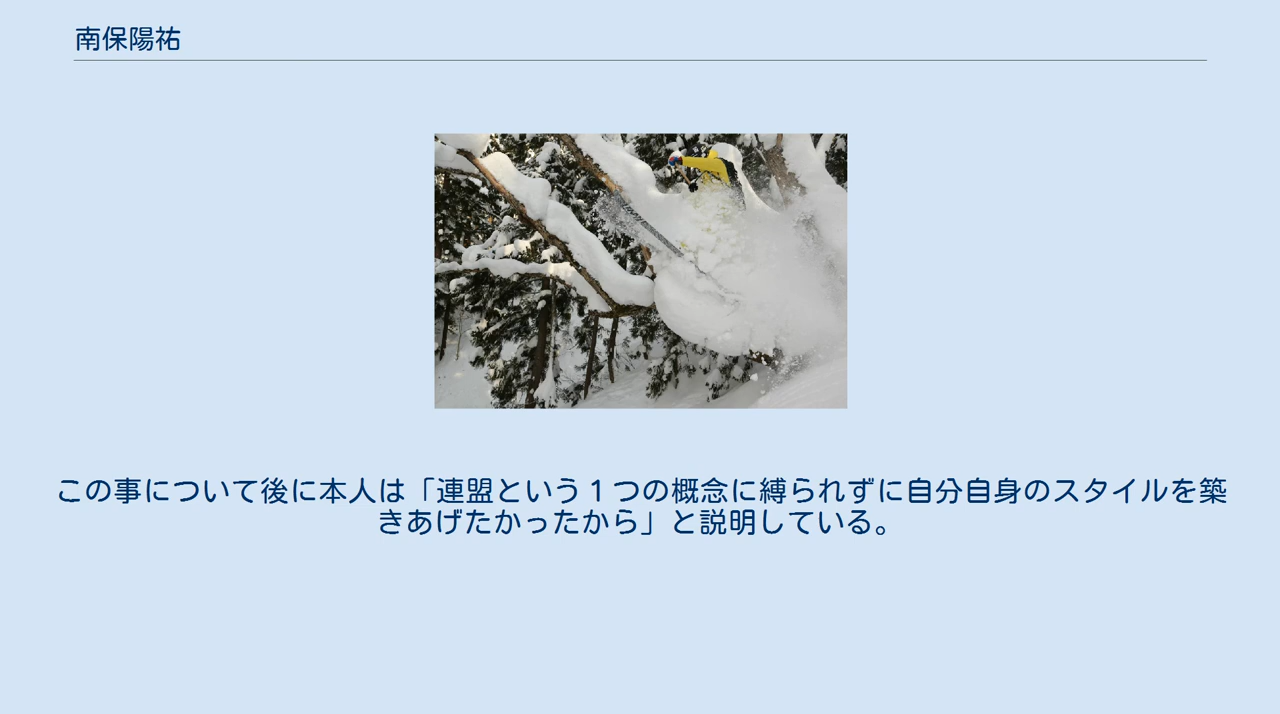 南保陽祐
この事について後に本人は「連盟という１つの概念に縛られずに自分自身のスタイルを築
きあげたかったから」と説明している。